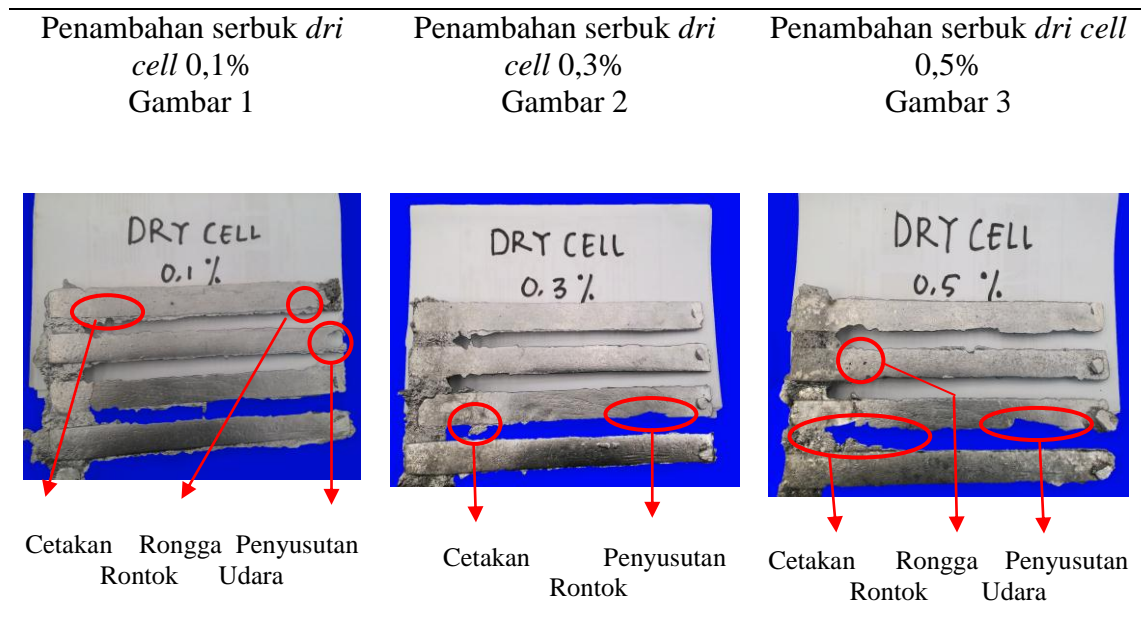 Penambahan serbuk dri
cell 0,1%
Gambar 1
Penambahan serbuk dri
cell 0,3%
Gambar 2
Penambahan serbuk dri cell
0,5%
Gambar 3
DRY CELL
0.1 %
DRY CELL
0.3 %
DRY CELL
0.5 %
Cetakan Rongga Penyusutan
Rontok Udara
Cetakan Penyusutan
Rontok
Cetakan Rongga Penyusutan
Rontok Udara